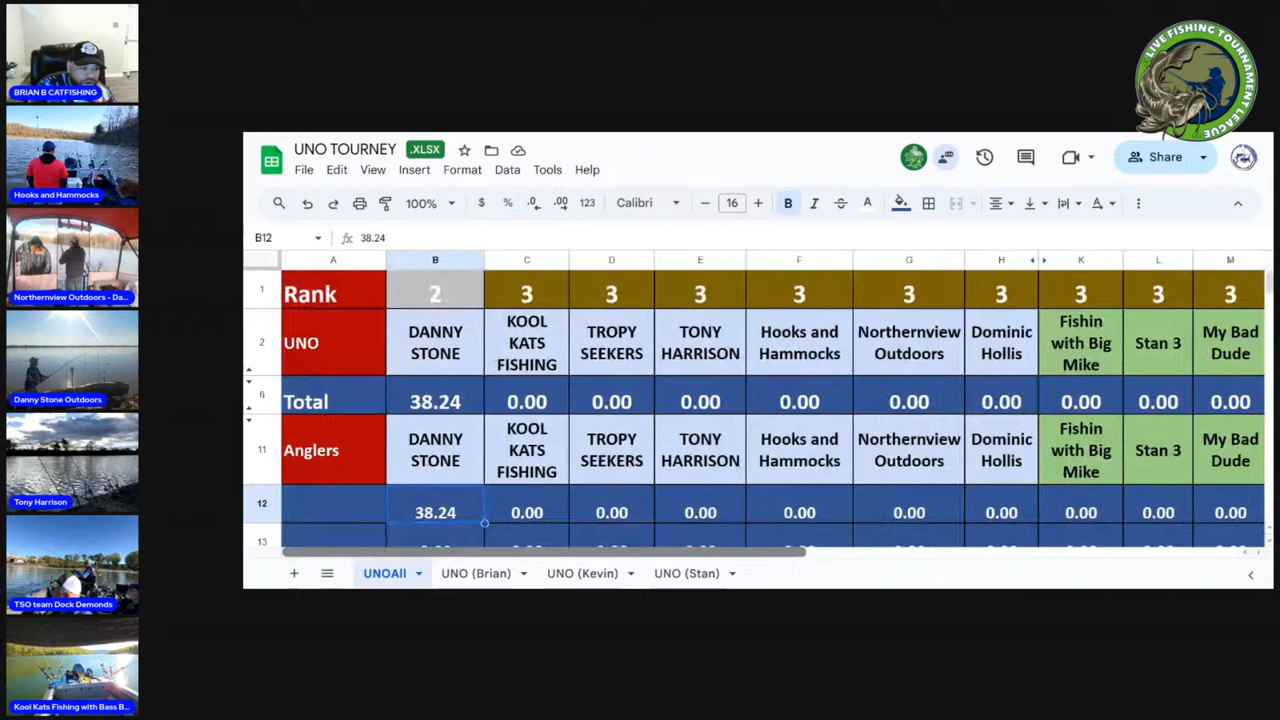 BRIAN B CATFISHING
Hooks and Hammocks
Northernview Outdoors - Da...
Danny Stone Outdoors
Tony Harrison
TSO team Dock Demonds
Kool Kats Fishing with Bass B...
LIVE FISHING TOURNAMENT
LEAGUE
UNO TOURNEY .XLSX
File Edit View Insert Format Data Tools Help
Share
100% $ % .0 .00 123 Calibri 16 B I S A
B12 fx 38.24
A B C D E F G H K L M
1 Rank 2 3 3 3 3 3 3 3 3 3
2 UNO DANNY STONE KOOL KATS FISHING TROPY SEEKERS TONY HARRISON Hooks and Hammocks Northernview Outdoors Dominic Hollis Fishin with Big Mike Stan 3 My Bad Dude
6 Total 38.24 0.00 0.00 0.00 0.00 0.00 0.00 0.00 0.00 0.00
11 Anglers DANNY STONE KOOL KATS FISHING TROPY SEEKERS TONY HARRISON Hooks and Hammocks Northernview Outdoors Dominic Hollis Fishin with Big Mike Stan 3 My Bad Dude
12 38.24 0.00 0.00 0.00 0.00 0.00 0.00 0.00 0.00 0.00
13
UNOAll UNO (Brian) UNO (Kevin) UNO (Stan)